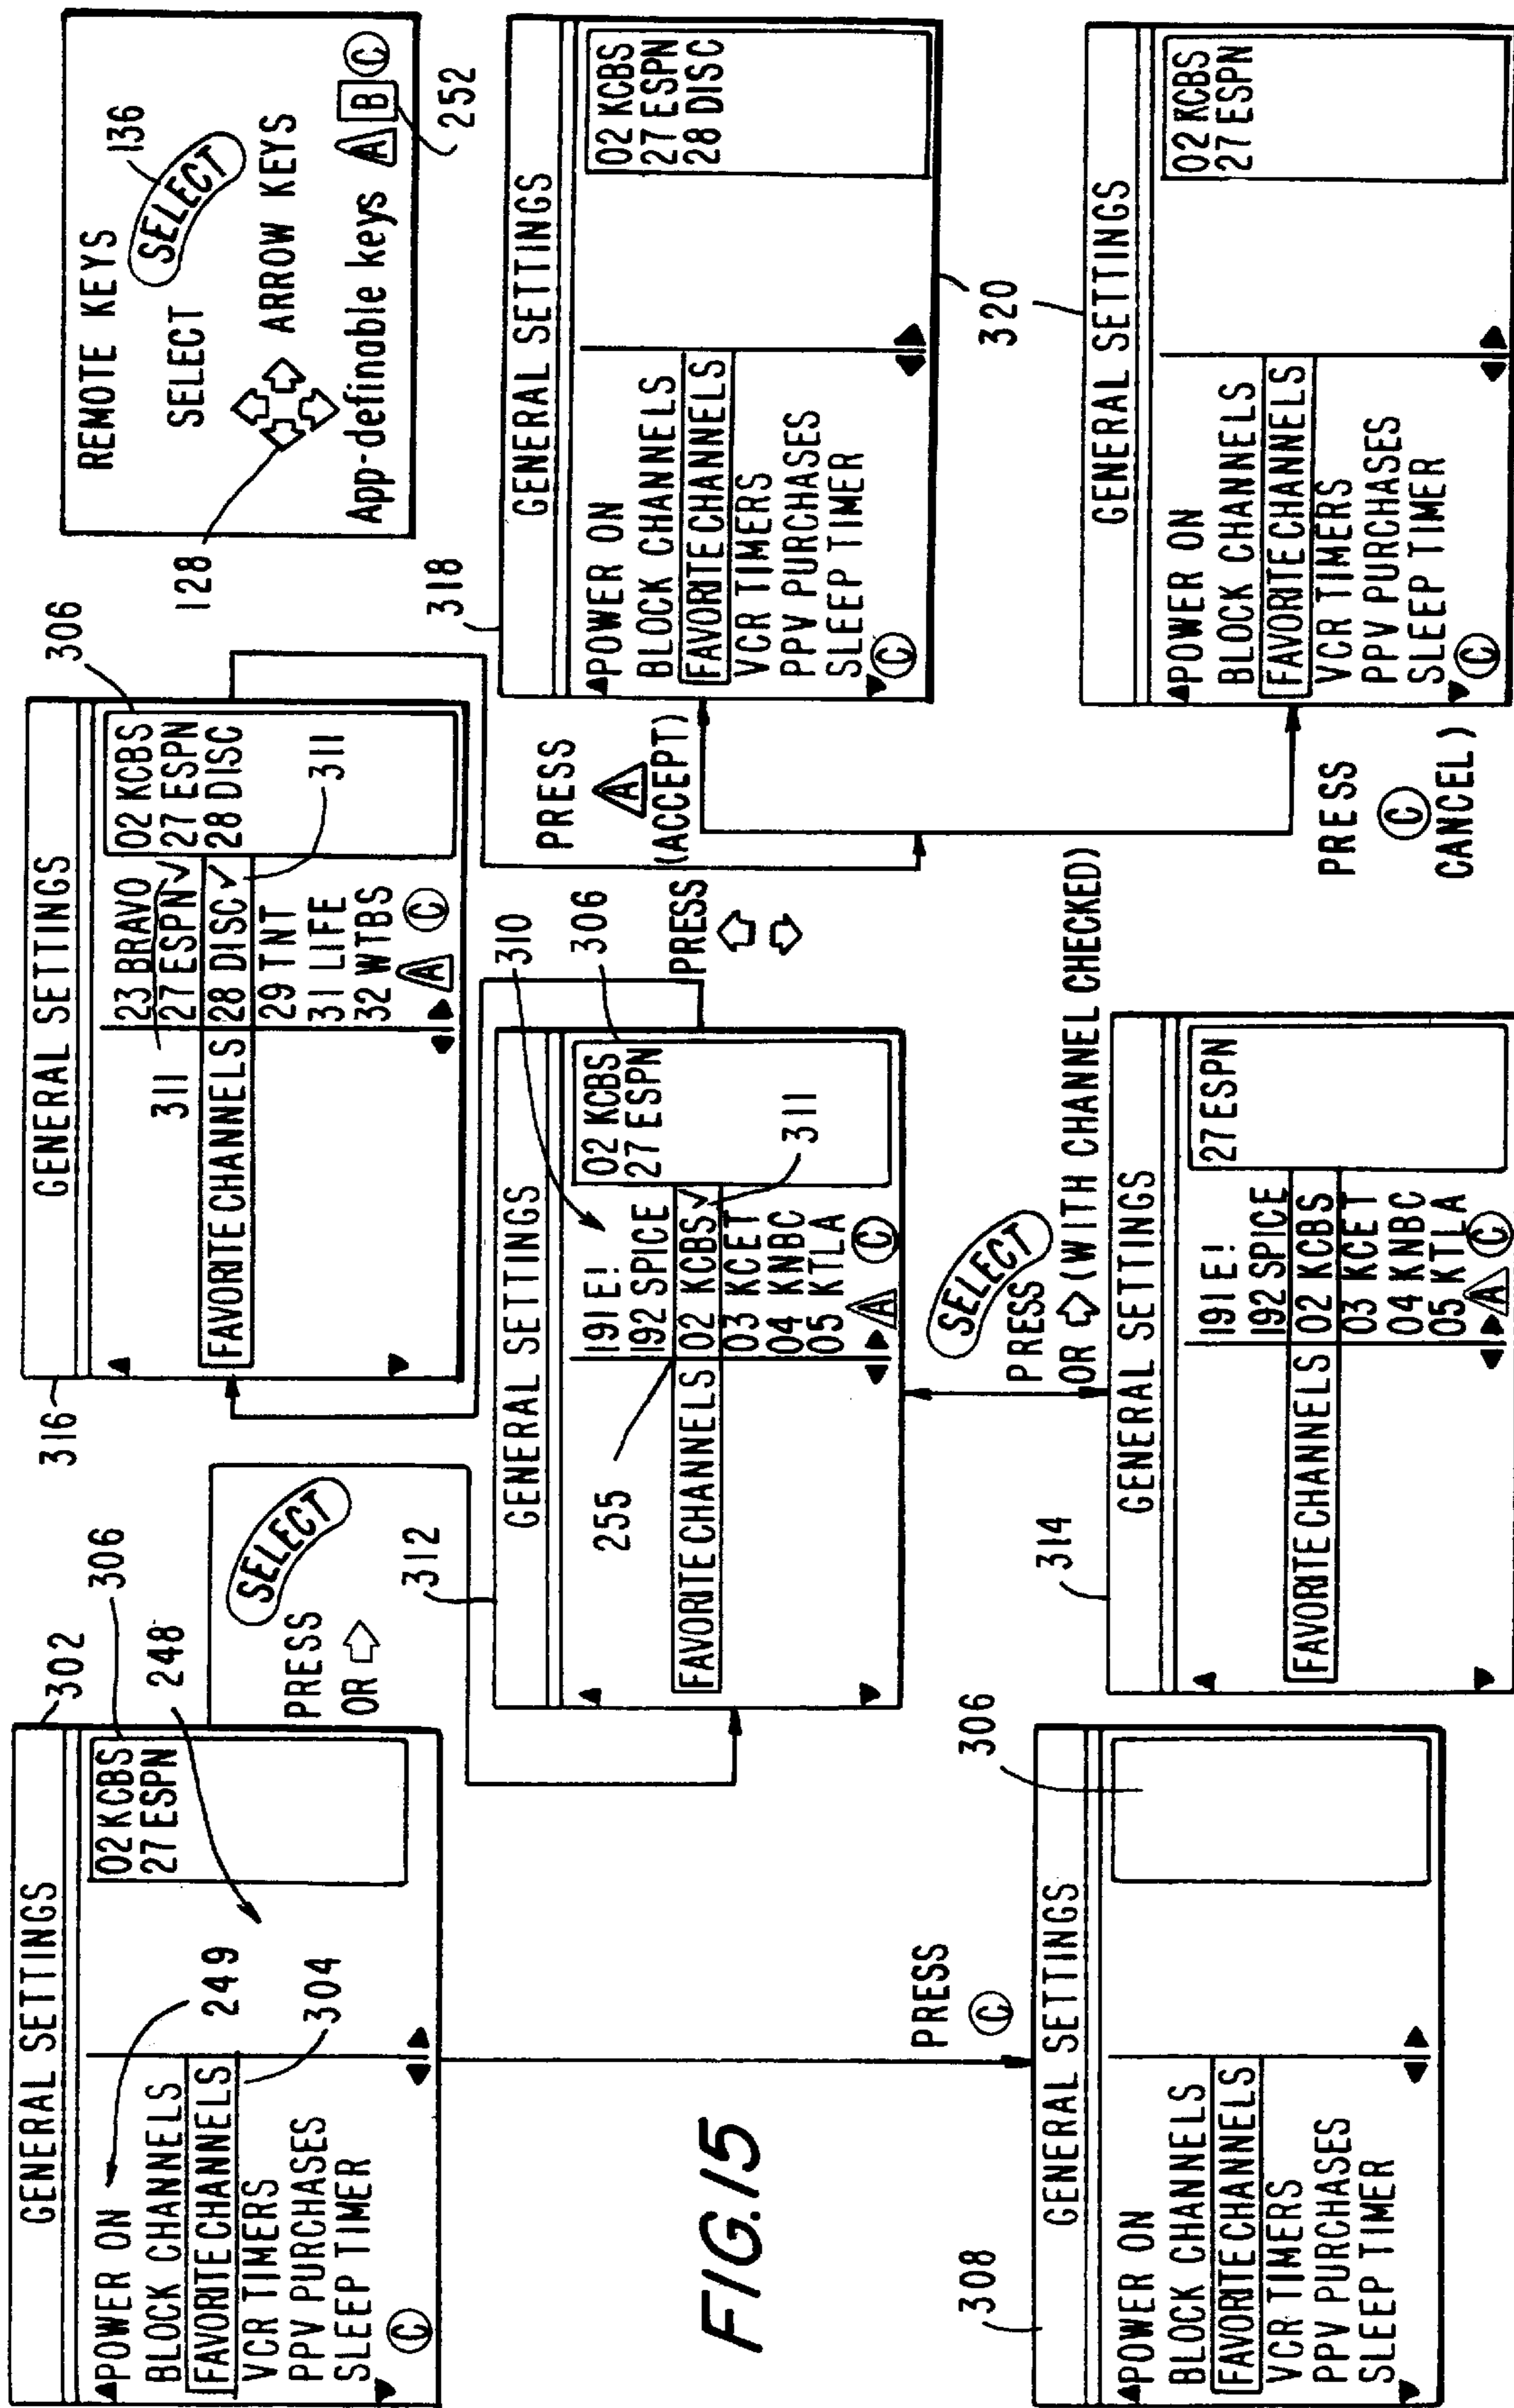 GENERAL SETTINGS
302
POWER ON
BLOCK CHANNELS
FAVORITE CHANNELS
VCR TIMERS
PPV PURCHASES
SLEEP TIMER
C
02 KCBS
27 ESPN
306
249
248
304
PRESS SELECT
OR
316
GENERAL SETTINGS
FAVORITE CHANNELS
23 BRAVO
27 ESPN ✓
28 DISC ✓
29 TNT
31 LIFE
32 WTBS
A C
02 KCBS
27 ESPN
28 DISC
306
311
311
REMOTE KEYS
SELECT SELECT
136
ARROW KEYS
128
App-definable keys A B C
252
312
GENERAL SETTINGS
255
FAVORITE CHANNELS
191 E!
192 SPICE
02 KCBS ✓
03 KCET
04 KNBC
05 KTLA
A C
02 KCBS
27 ESPN
310
306
311
PRESS
PRESS
A
(ACCEPT)
318
GENERAL SETTINGS
POWER ON
BLOCK CHANNELS
FAVORITE CHANNELS
VCR TIMERS
PPV PURCHASES
SLEEP TIMER
C
02 KCBS
27 ESPN
28 DISC
320
PRESS
C
FIG.15
308
GENERAL SETTINGS
POWER ON
BLOCK CHANNELS
FAVORITE CHANNELS
VCR TIMERS
PPV PURCHASES
SLEEP TIMER
306
PRESS SELECT
OR (WITH CHANNEL CHECKED)
314
GENERAL SETTINGS
FAVORITE CHANNELS
191 E!
192 SPICE
02 KCBS
03 KCET
04 KNBC
05 KTLA
A C
27 ESPN
PRESS
C
CANCEL)
GENERAL SETTINGS
POWER ON
BLOCK CHANNELS
FAVORITE CHANNELS
VCR TIMERS
PPV PURCHASES
SLEEP TIMER
C
02 KCBS
27 ESPN